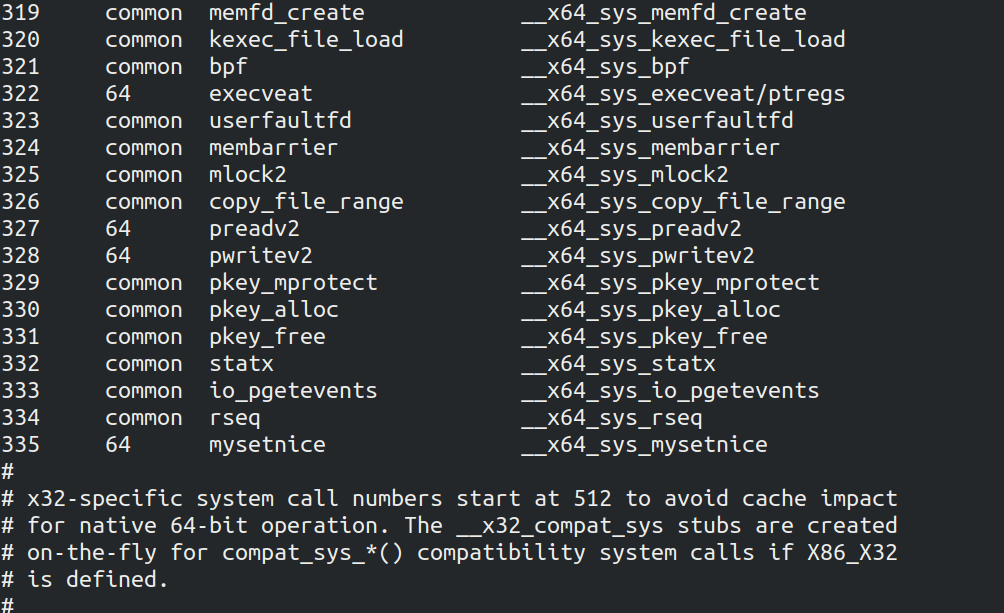 319 common memfd_create __x64_sys_memfd_create
320 common kexec_file_load __x64_sys_kexec_file_load
321 common bpf __x64_sys_bpf
322 64 execveat __x64_sys_execveat/ptregs
323 common userfaultfd __x64_sys_userfaultfd
324 common membarrier __x64_sys_membarrier
325 common mlock2 __x64_sys_mlock2
326 common copy_file_range __x64_sys_copy_file_range
327 64 preadv2 __x64_sys_preadv2
328 64 pwritev2 __x64_sys_pwritev2
329 common pkey_mprotect __x64_sys_pkey_mprotect
330 common pkey_alloc __x64_sys_pkey_alloc
331 common pkey_free __x64_sys_pkey_free
332 common statx __x64_sys_statx
333 common io_pgetevents __x64_sys_io_pgetevents
334 common rseq __x64_sys_rseq
335 64 mysetnice __x64_sys_mysetnice
#
# x32-specific system call numbers start at 512 to avoid cache impact
# for native 64-bit operation. The __x32_compat_sys stubs are created
# on-the-fly for compat_sys_*() compatibility system calls if X86_X32
# is defined.
#